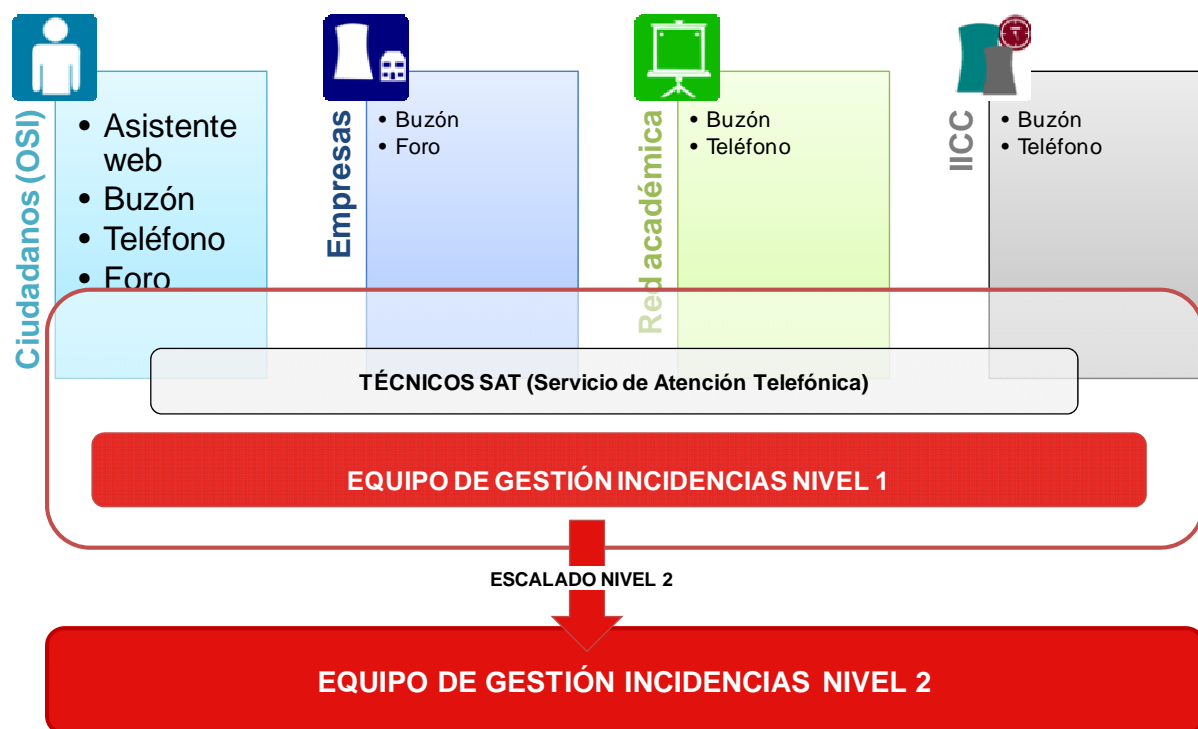 Ciudadanos (OSI)
• Asistente
web
• Buzón
• Teléfono
• Foro
Empresas
• Buzón
• Foro
Red académica
• Buzón
• Teléfono
IICC
• Buzón
• Teléfono
TÉCNICOS SAT (Servicio de Atención Telefónica)
EQUIPO DE GESTIÓN INCIDENCIAS NIVEL 1
ESCALADO NIVEL 2
EQUIPO DE GESTIÓN INCIDENCIAS NIVEL 2